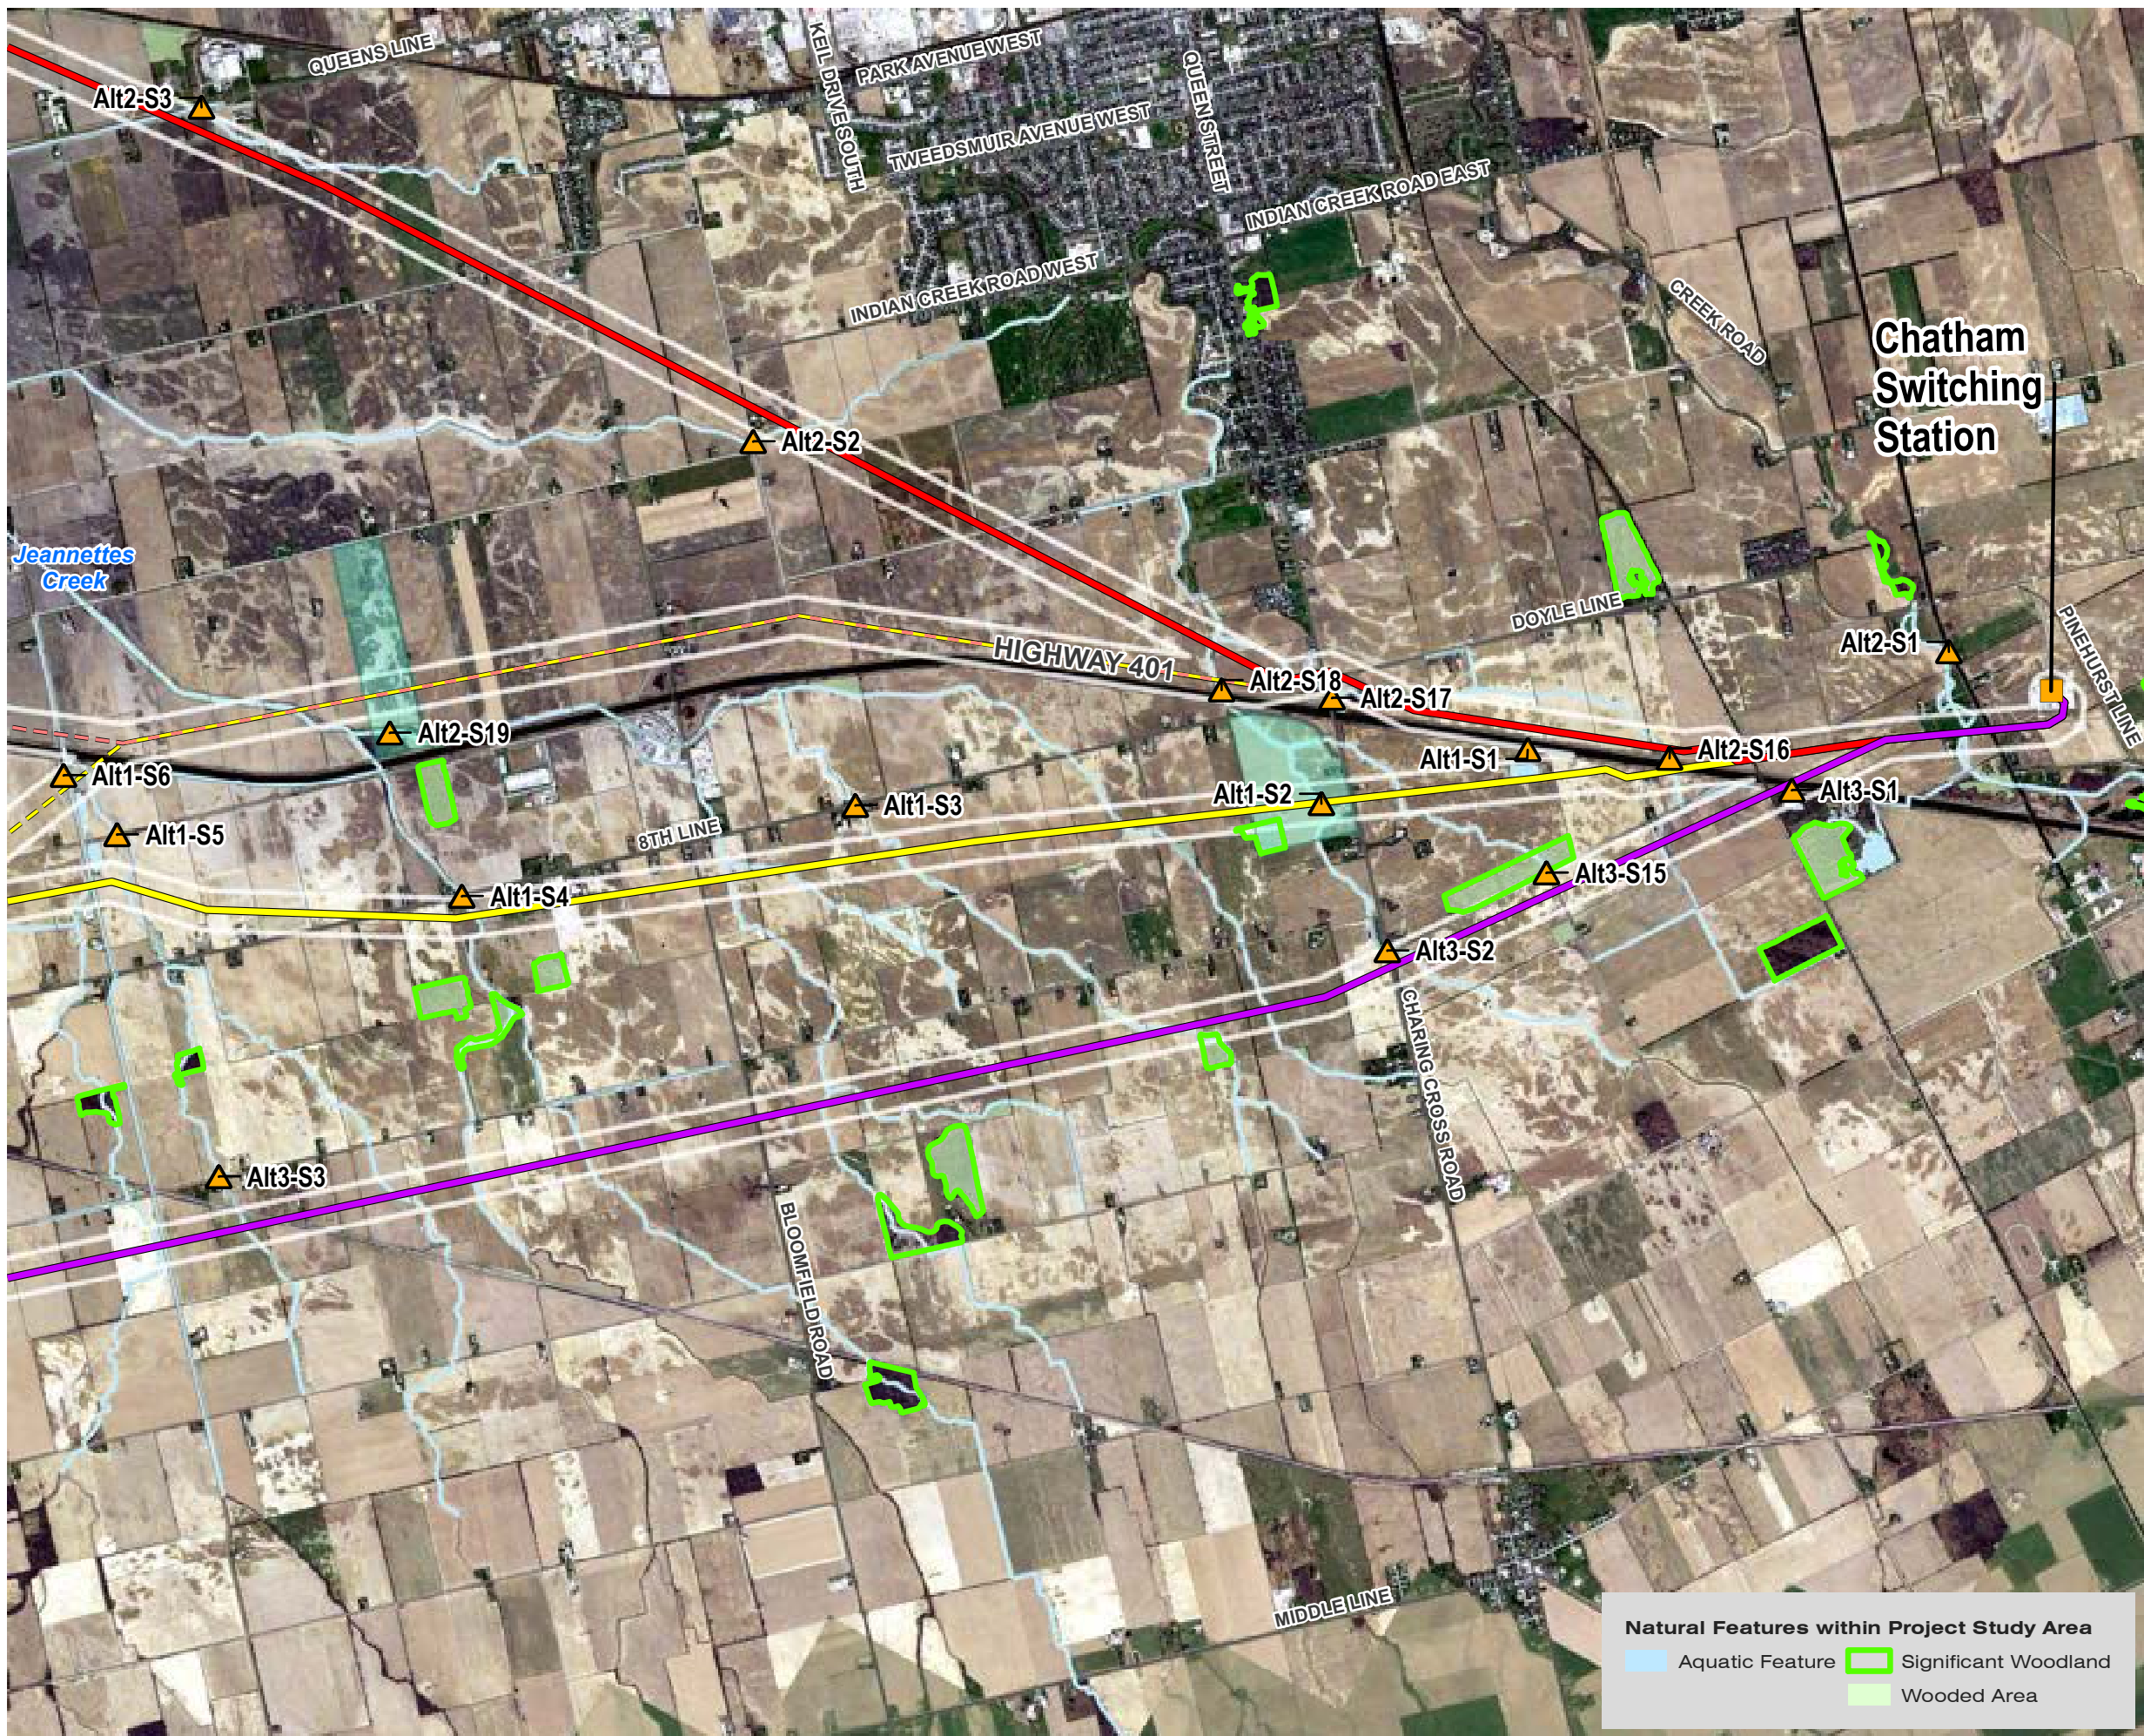 QUEENS LINE
KEIL DRIVE SOUTH
PARK AVENUE WEST
QUEEN STREET
Alt2-S3
TWEEDSMUIR AVENUE WEST
INDIAN CREEK ROAD EAST
INDIAN CREEK ROAD WEST
CREEK ROAD
Chatham
Switching
Station
Alt2-S2
Jeannettes
Creek
DOYLE LINE
PINEHURST LINE
Alt2-S1
HIGHWAY 401
Alt2-S18
Alt2-S17
Alt2-S19
Alt1-S1
Alt2-S16
Alt1-S6
Alt1-S2
Alt3-S1
Alt1-S3
Alt1-S5
8TH LINE
Alt3-S15
Alt1-S4
Alt3-S2
CHARING CROSS ROAD
Alt3-S3
BLOOMFIELD ROAD
MIDDLE LINE
Natural Features within Project Study Area
Aquatic Feature
Significant Woodland
Wooded Area